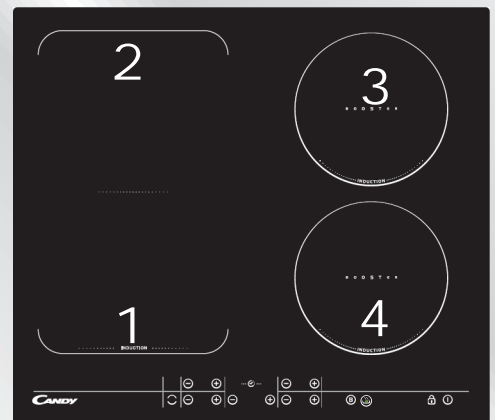 2
3
BOOSTER
INDUCTION
BOOSTER
1
INDUCTION
4
INDUCTION
CANDY
B